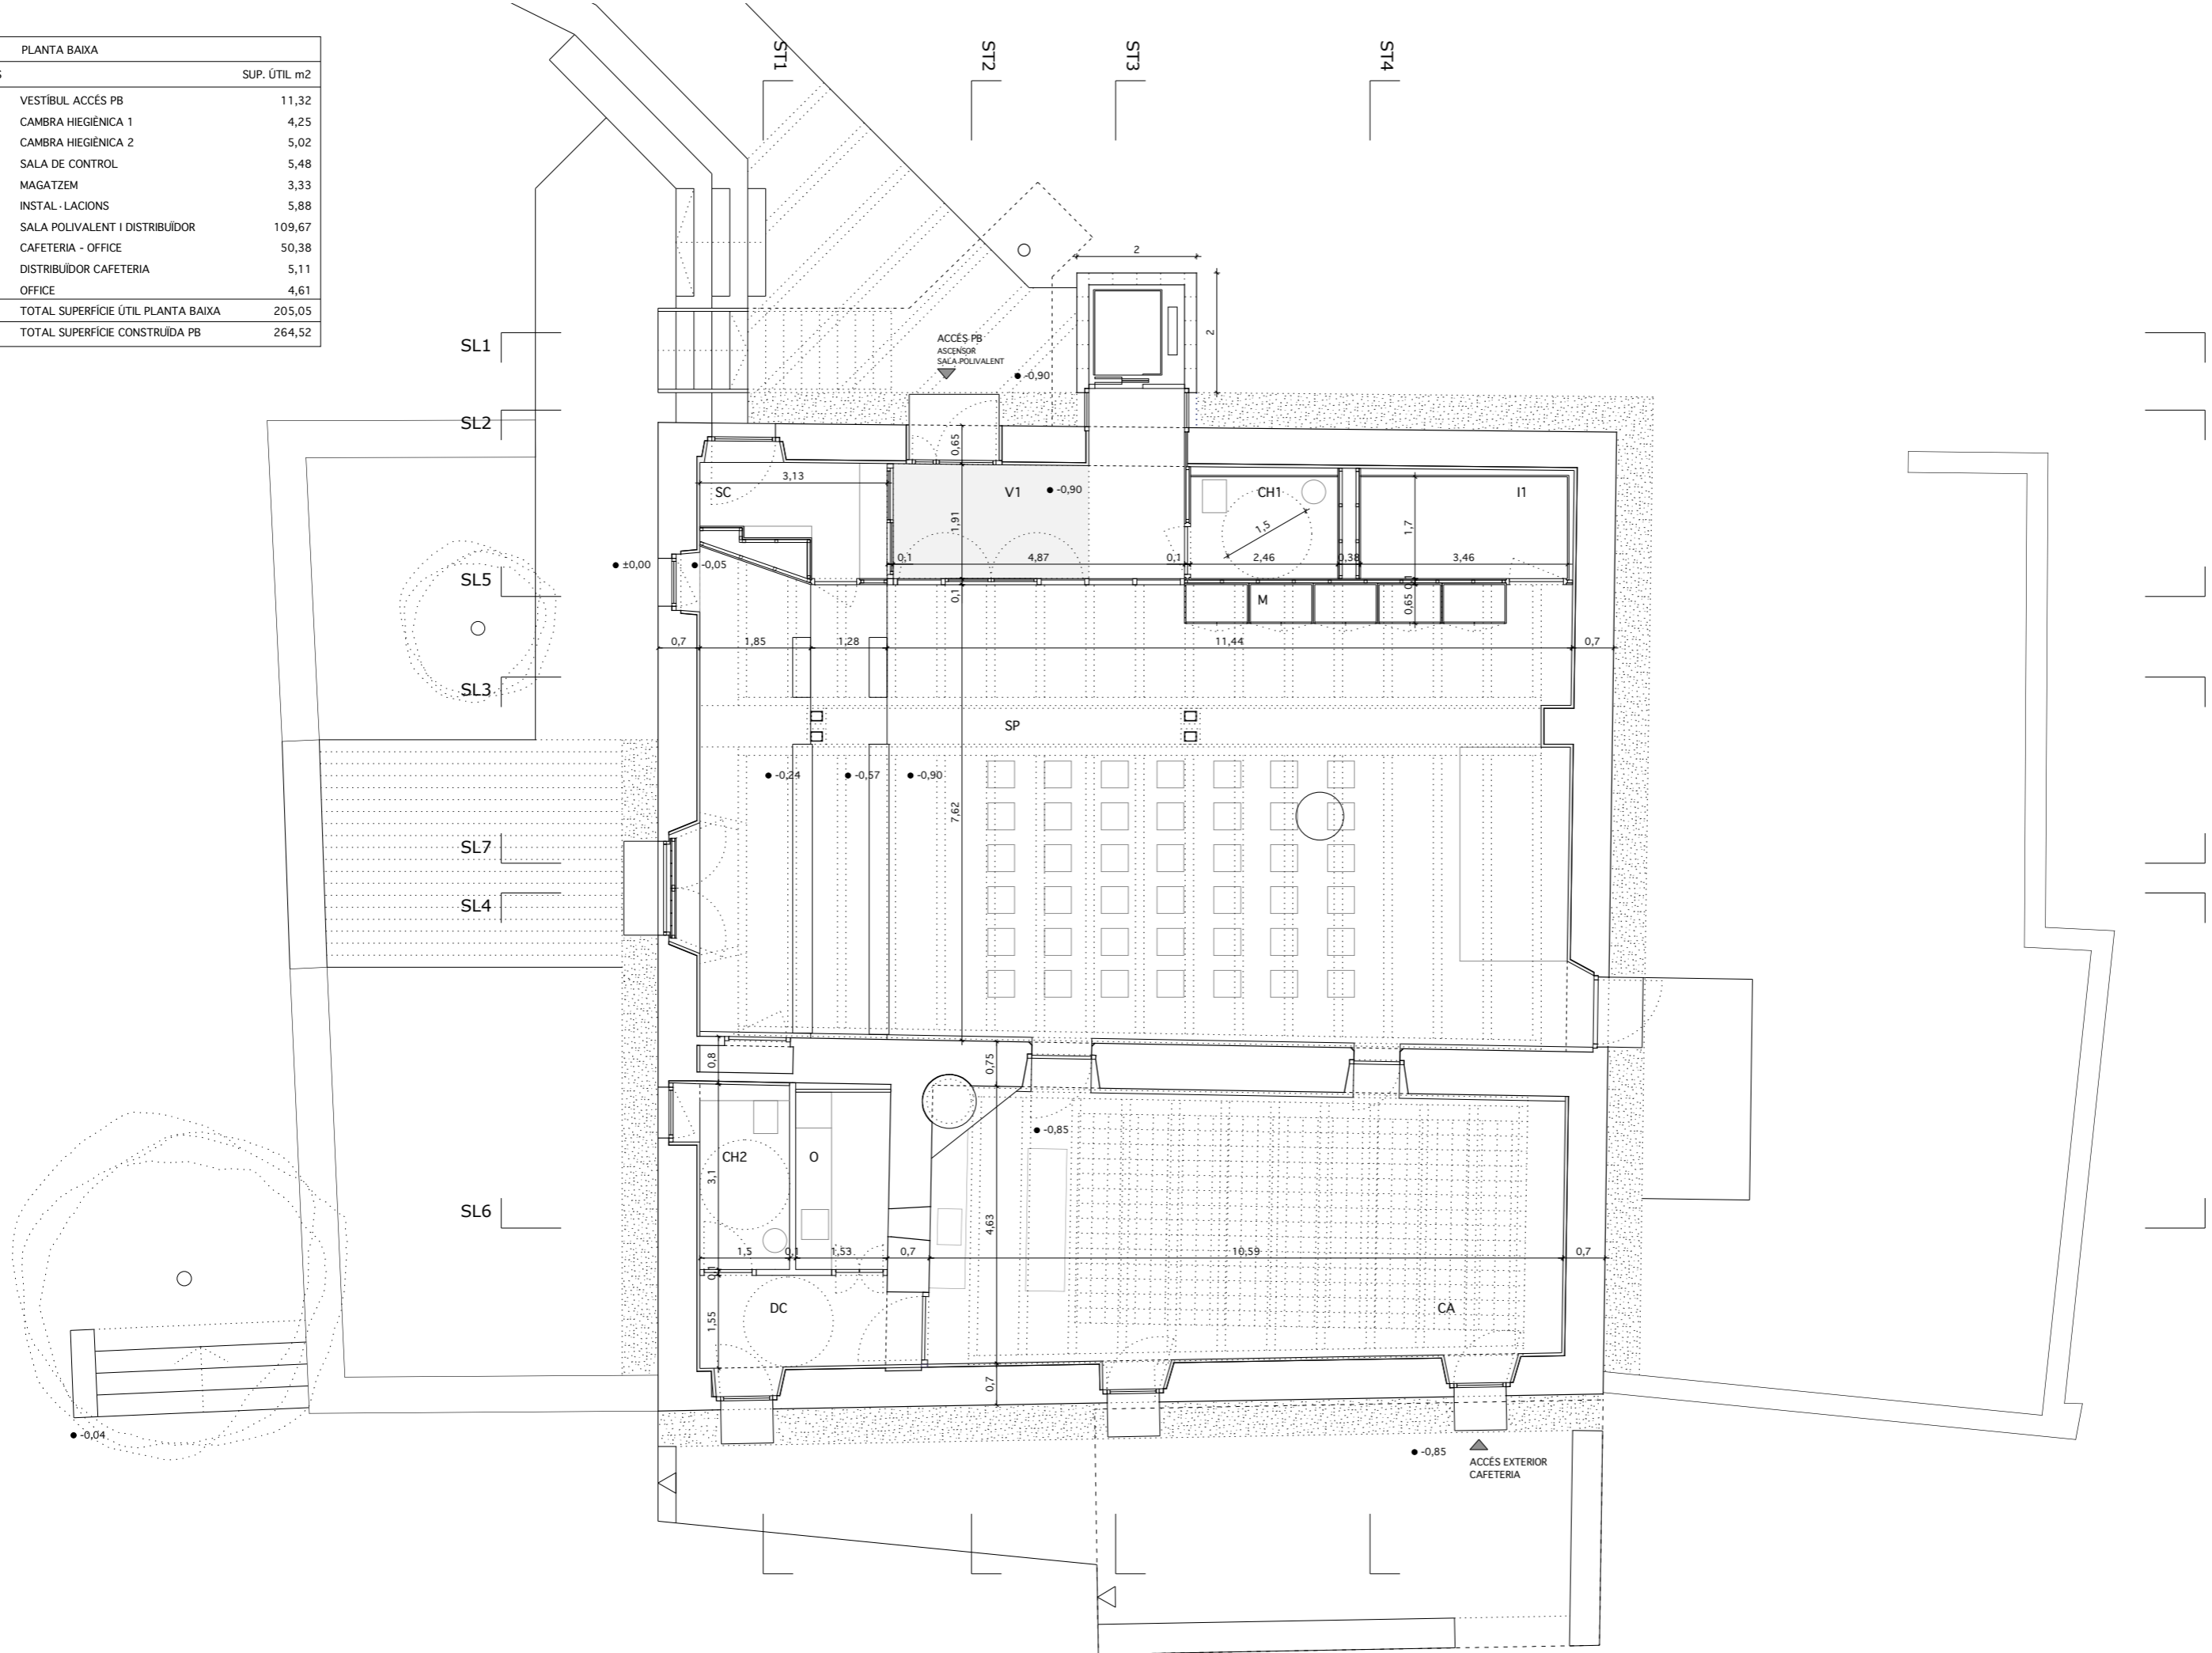 PLANTA BAIXA
S SUP. ÚTIL m2
VESTÍBUL ACCÉS PB 11,32
CAMBRA HIEGIÈNICA 1 4,25
CAMBRA HIEGIÈNICA 2 5,02
SALA DE CONTROL 5,48
MAGATZEM 3,33
INSTAL·LACIONS 5,88
SALA POLIVALENT I DISTRIBUÏDOR 109,67
CAFETERIA - OFFICE 50,38
DISTRIBUÏDOR CAFETERIA 5,11
OFFICE 4,61
TOTAL SUPERFÍCIE ÚTIL PLANTA BAIXA 205,05
TOTAL SUPERFÍCIE CONSTRUÏDA PB 264,52
ST1
ST2
ST3
ST4
2
2
SL1
ACCÉS PB
ASCENSOR
SALA POLIVALENT
-0,90
SL2
0,65
3,13
SC
V1
-0,90
CH1
I1
1,91
1,5
1,7
0,1
4,87
0,1
2,46
0,38
3,46
±0,00
-0,05
SL5
0,1
0,1
M
0,65
0,7
1,85
1,28
11,44
0,7
SL3
SP
-0,24
-0,57
-0,90
7,62
SL7
SL4
0,8
0,75
-0,85
CH2
O
3,1
SL6
4,63
1,5
0,1
1,53
0,7
10,59
0,7
0,1
DC
CA
1,55
0,7
-0,04
-0,85
ACCÉS EXTERIOR
CAFETERIA